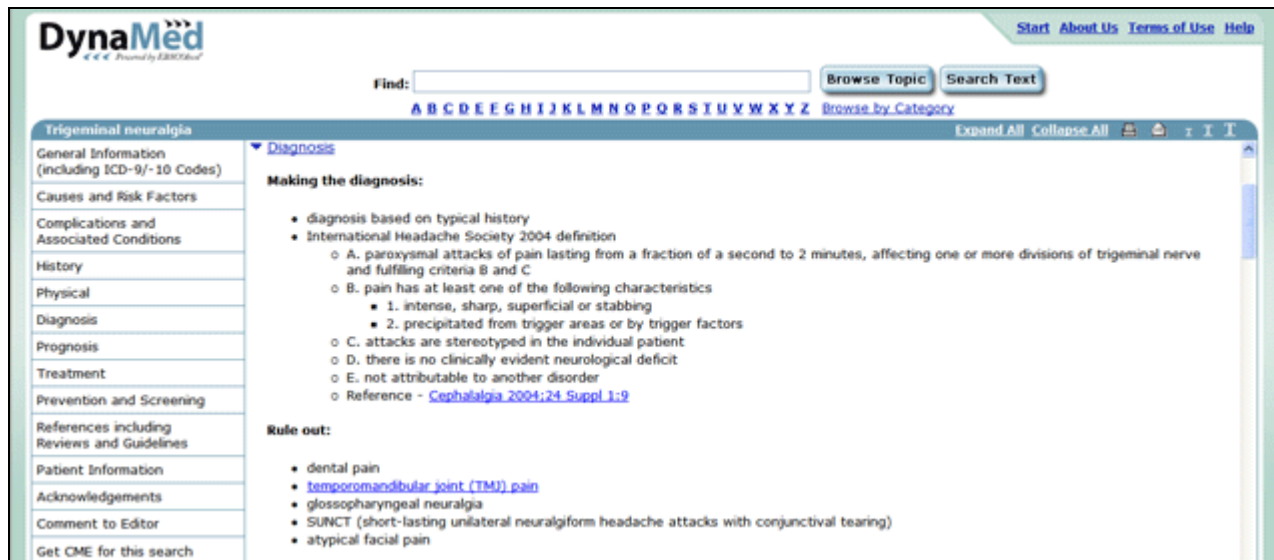 DynaMed
Powered by EBSCOhost
Start About Us Terms of Use Help
Find:
Browse Topic
Search Text
A B C D E F G H I J K L M N O P Q R S T U V W X Y Z Browse by Category
Trigeminal neuralgia
Expand All Collapse All
T T T
General Information
(including ICD-9/-10 Codes)
Causes and Risk Factors
Complications and
Associated Conditions
History
Physical
Diagnosis
Prognosis
Treatment
Prevention and Screening
References including
Reviews and Guidelines
Patient Information
Acknowledgements
Comment to Editor
Get CME for this search
Diagnosis
Making the diagnosis:
• diagnosis based on typical history
• International Headache Society 2004 definition
o A. paroxysmal attacks of pain lasting from a fraction of a second to 2 minutes, affecting one or more divisions of trigeminal nerve
and fulfilling criteria B and C
o B. pain has at least one of the following characteristics
▪ 1. intense, sharp, superficial or stabbing
▪ 2. precipitated from trigger areas or by trigger factors
o C. attacks are stereotyped in the individual patient
o D. there is no clinically evident neurological deficit
o E. not attributable to another disorder
o Reference - Cephalalgia 2004;24 Suppl 1:9
Rule out:
• dental pain
• temporomandibular joint (TMJ) pain
• glossopharyngeal neuralgia
• SUNCT (short-lasting unilateral neuralgiform headache attacks with conjunctival tearing)
• atypical facial pain